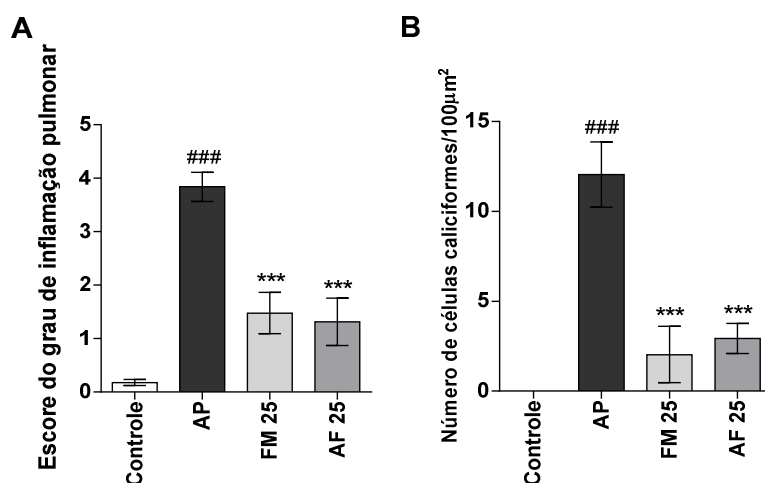 A
Escore do grau de inflamação pulmonar
5
4
3
2
1
0
###
***
***
Controle
AP
FM 25
AF 25
B
Número de células caliciformes/100µm²
15
10
5
0
###
***
***
Controle
AP
FM 25
AF 25